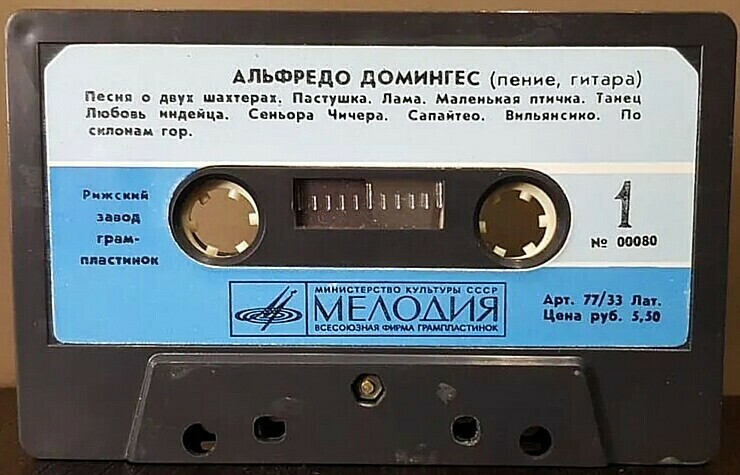 АЛЬФРЕДО ДОМИНГЕС (пение, гитара)
Песня о двух шахтерах. Пастушка. Лама. Маленькая птичка. Танец
Любовь индейца. Сеньора Чичера. Сапайтео. Вильянсико. По
склонам гор.
Рижский
завод
грам-
пластинок
1
№ 00080
МИНИСТЕРСТВО КУЛЬТУРЫ СССР
МЕЛОДИЯ
ВСЕСОЮЗНАЯ ФИРМА ГРАМПЛАСТИНОК
Арт. 77/33 Лат.
Цена руб. 5,50